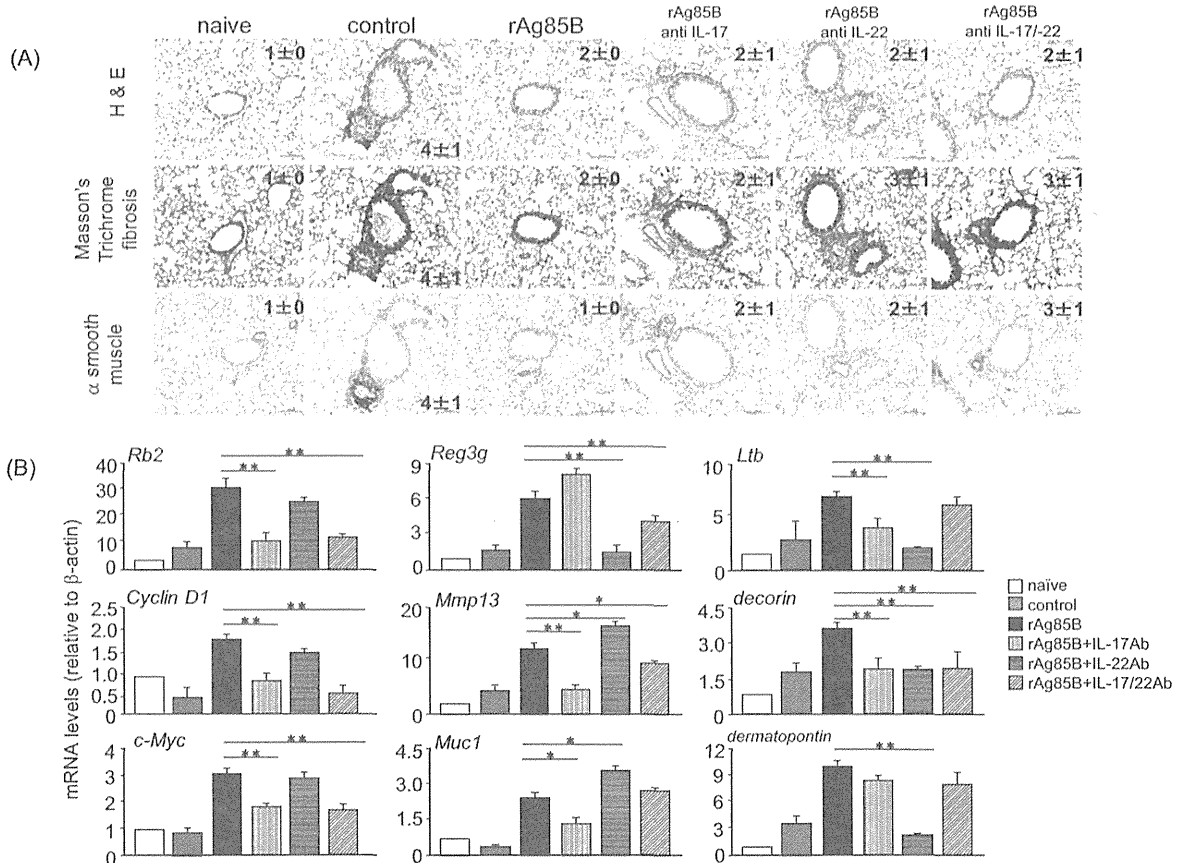 (A)
naive control rAg85B rAg85B anti IL-17 rAg85B anti IL-22 rAg85B anti IL-17/-22
H & E
1±0 4±1 2±0 2±1 2±1 2±1
Masson's Trichrome fibrosis
1±0 4±1 2±0 2±1 3±1 3±1
α smooth muscle
1±0 4±1 1±0 2±1 2±1 3±1
(B)
mRNA levels (relative to β-actin)
Rb2
40
30
20
10
0
** **
Reg3g
9
6
3
0
** **
Ltb
10
5
0
** **
Cyclin D1
2.5
2.0
1.5
1.0
0.5
0
** **
Mmp13
20
10
0
* * **
decorin
4.5
3.0
1.5
0
** ** **
c-Myc
4
3
2
1
0
** **
Muc1
4.5
3.0
1.5
0
* *
dermatopontin
12
9
6
3
0
**
naïve
control
rAg85B
rAg85B+IL-17Ab
rAg85B+IL-22Ab
rAg85B+IL-17/22Ab